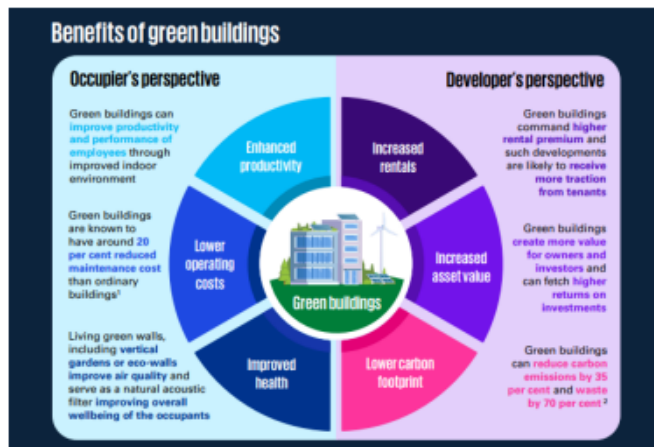 Benefits of green buildings
Occupier's perspective
Green buildings can
improve productivity
and performance of
employees through
improved indoor
environment
Green buildings
are known to
have around 20
per cent reduced
maintenance cost
than ordinary
buildings¹
Living green walls,
including vertical
gardens or eco-walls
improve air quality and
serve as a natural acoustic
filter improving overall
wellbeing of the occupants
Enhanced
productivity
Lower
operating
costs
Improved
health
Green buildings
Increased
rentals
Increased
asset value
Lower carbon
footprint
Developer's perspective
Green buildings
command higher
rental premium and
such developments
are likely to receive
more traction
from tenants
Green buildings
create more value
for owners and
investors and
can fetch higher
returns on
investments
Green buildings
can reduce carbon
emissions by 35
per cent and waste
by 70 per cent²